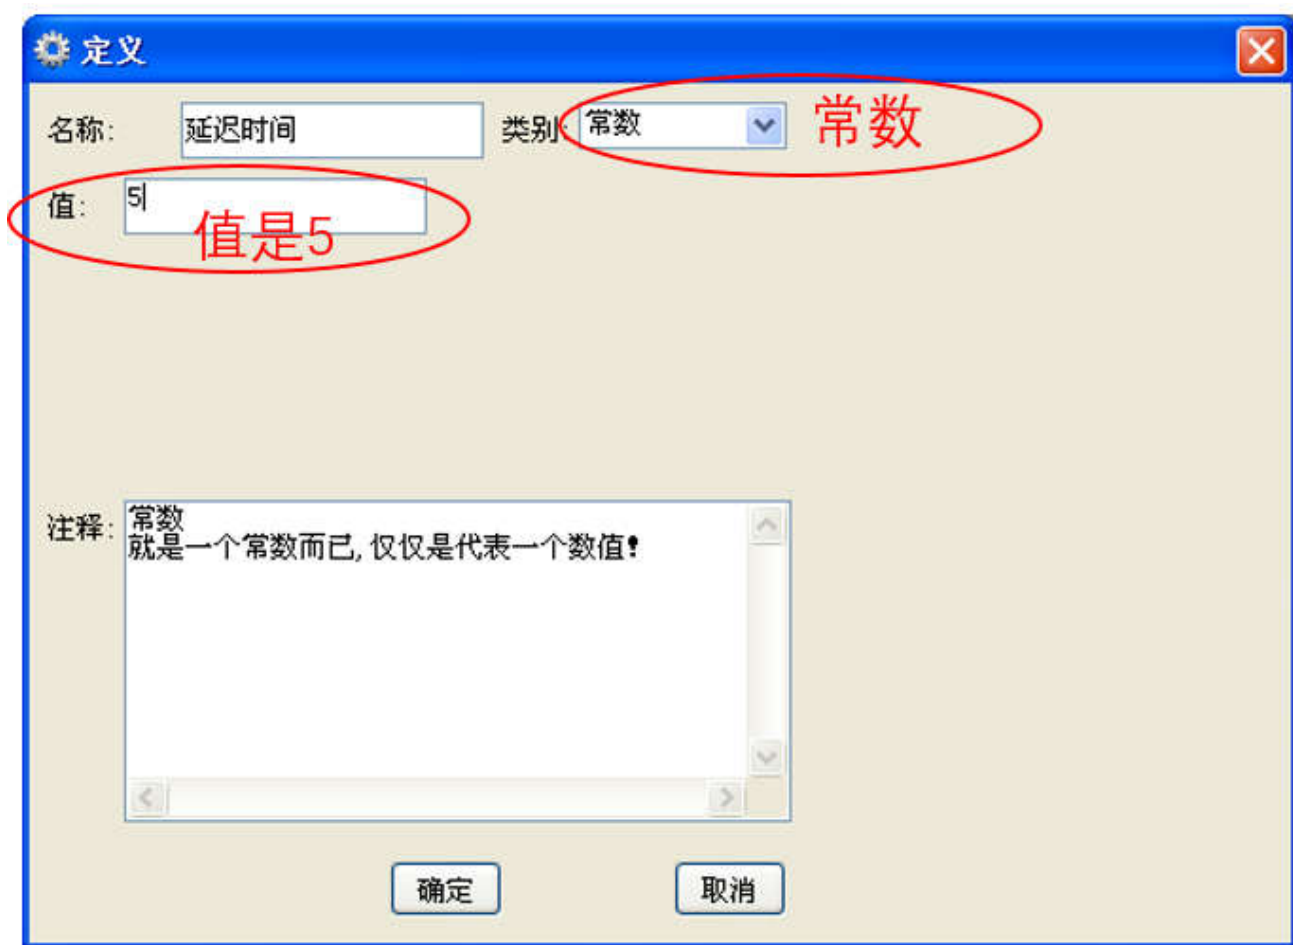 定义
名称: 延迟时间 类别: 常数 常数
值: 5
值是5
注释: 常数
就是一个常数而已,仅仅是代表一个数值!
确定 取消